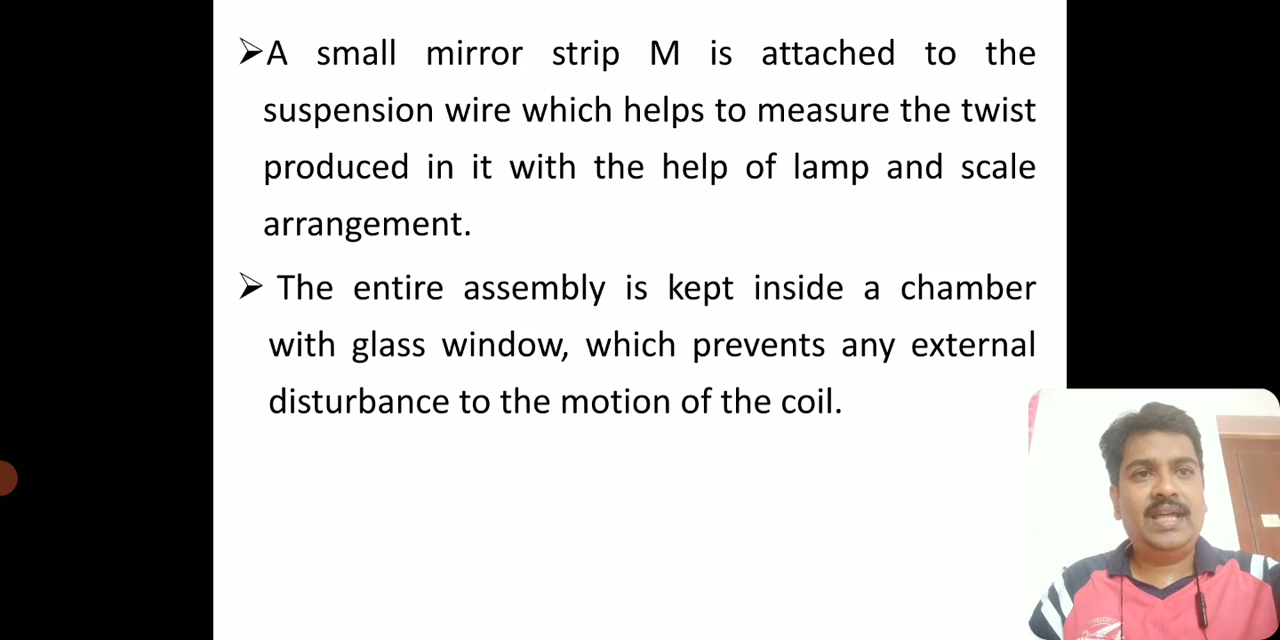 ➢A small mirror strip M is attached to the
suspension wire which helps to measure the twist
produced in it with the help of lamp and scale
arrangement.
➢ The entire assembly is kept inside a chamber
with glass window, which prevents any external
disturbance to the motion of the coil.